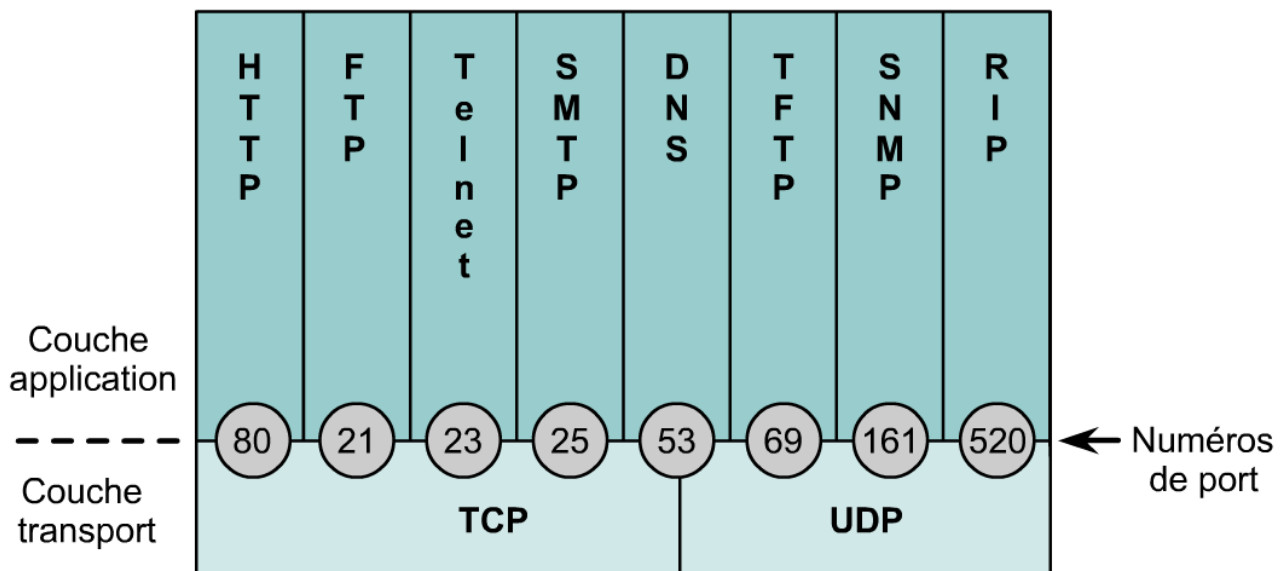 HTTP
FTP
Telnet
SMTP
DNS
TFTP
SNMP
RIP
Couche
application
80 21 23 25 53 69 161 520
Numéros
de port
Couche
transport
TCP UDP